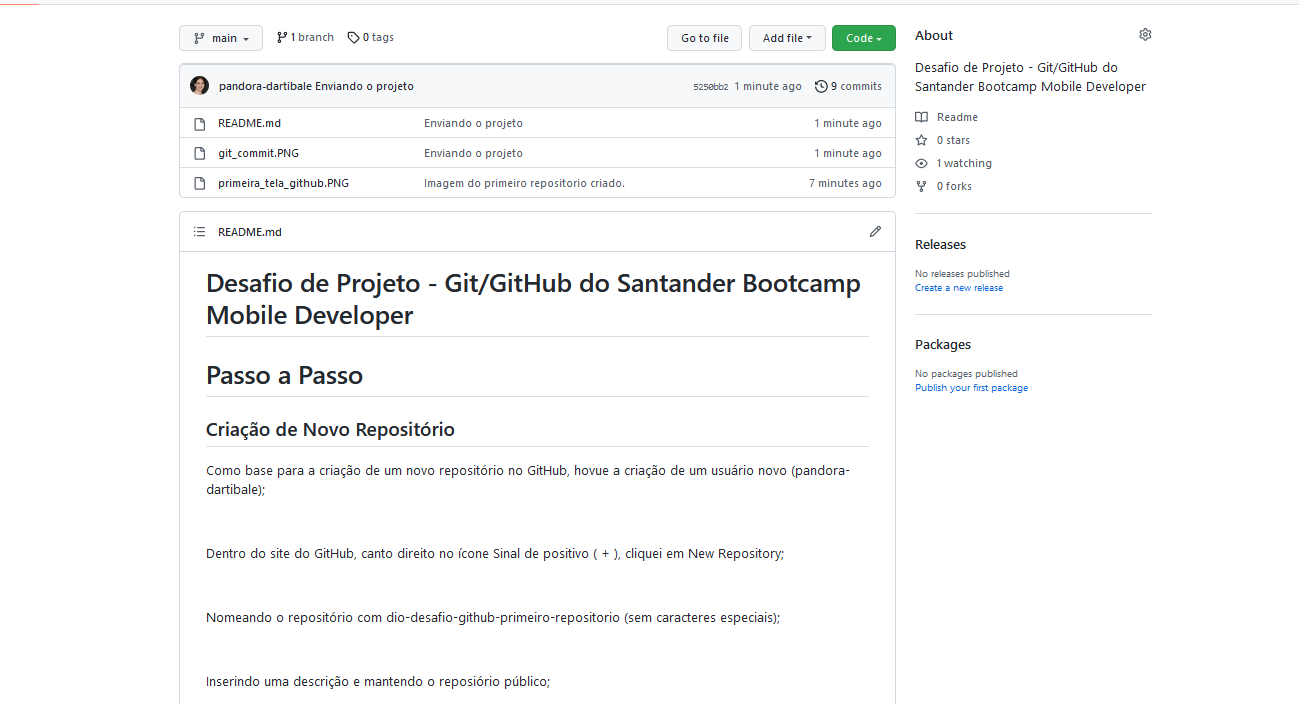 main
1 branch
0 tags
Go to file
Add file
Code
pandora-dartibale Enviando o projeto
5250bb2 1 minute ago
9 commits
README.md Enviando o projeto 1 minute ago
git_commit.PNG Enviando o projeto 1 minute ago
primeira_tela_github.PNG Imagem do primeiro repositorio criado. 7 minutes ago
README.md
Desafio de Projeto - Git/GitHub do Santander Bootcamp
Mobile Developer
Passo a Passo
Criação de Novo Repositório
Como base para a criação de um novo repositório no GitHub, hovue a criação de um usuário novo (pandora-
dartibale);
Dentro do site do GitHub, canto direito no ícone Sinal de positivo ( + ), cliquei em New Repository;
Nomeando o repositório com dio-desafio-github-primeiro-repositorio (sem caracteres especiais);
Inserindo uma descrição e mantendo o reposiório público;
About
Desafio de Projeto - Git/GitHub do
Santander Bootcamp Mobile Developer
Readme
0 stars
1 watching
0 forks
Releases
No releases published
Create a new release
Packages
No packages published
Publish your first package